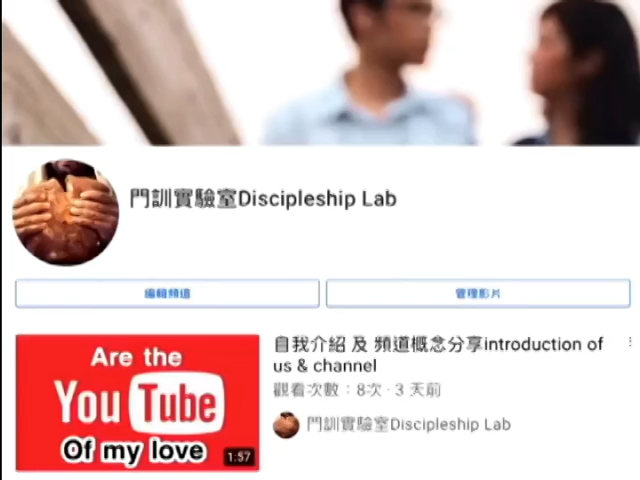 門訓實驗室Discipleship Lab
編輯頻道
管理影片
Are the
YouTube
Of my love
1:57
自我介紹 及 頻道概念分享introduction of
us & channel
觀看次數：8次 · 3 天前
門訓實驗室Discipleship Lab